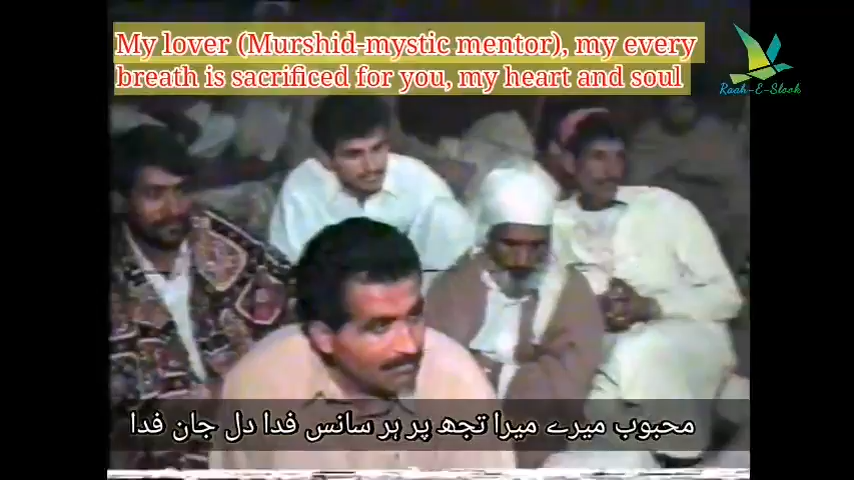 My lover (Murshid-mystic mentor), my every
breath is sacrificed for you, my heart and soul
Raah-E-Slook
محبوب میرے میرا تجھ پر ہر سانس فدا دل جان فدا